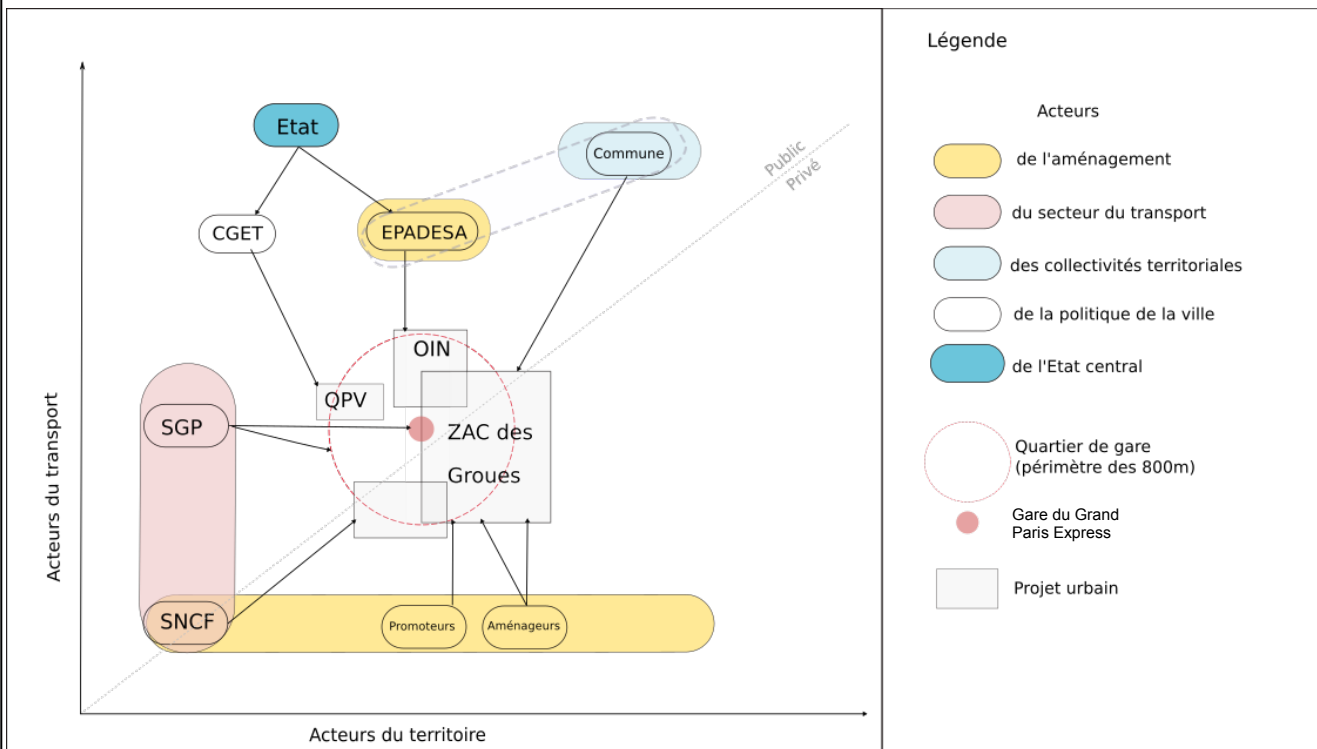 Etat
Commune
Public
Privé
CGET
EPADESA
OIN
QPV
SGP
ZAC des
Groues
SNCF
Promoteurs
Aménageurs
Acteurs du transport
Acteurs du territoire
Légende
Acteurs
de l'aménagement
du secteur du transport
des collectivités territoriales
de la politique de la ville
de l'Etat central
Quartier de gare
(périmètre des 800m)
Gare du Grand
Paris Express
Projet urbain